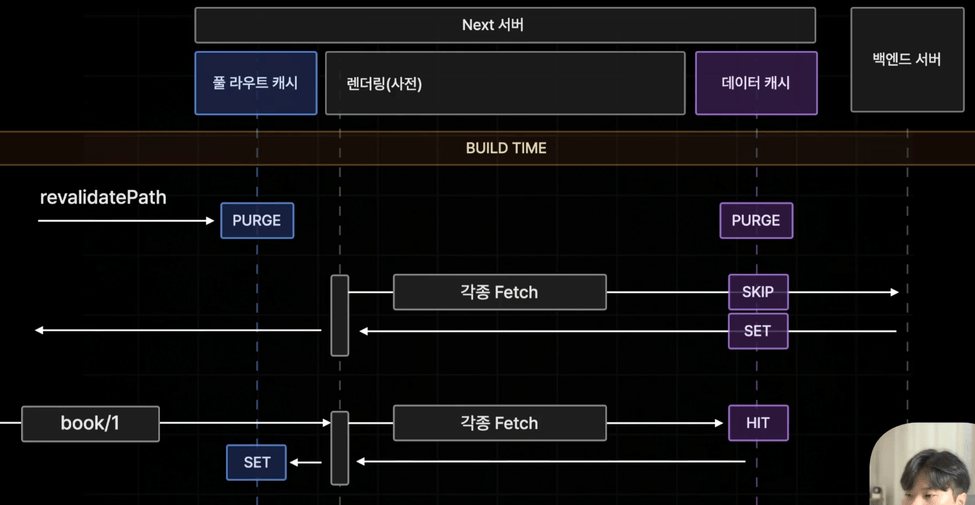 Next 서버
백엔드 서버
풀 라우트 캐시
렌더링(사전)
데이터 캐시
BUILD TIME
revalidatePath
PURGE
PURGE
각종 Fetch
SKIP
SET
book/1
각종 Fetch
HIT
SET